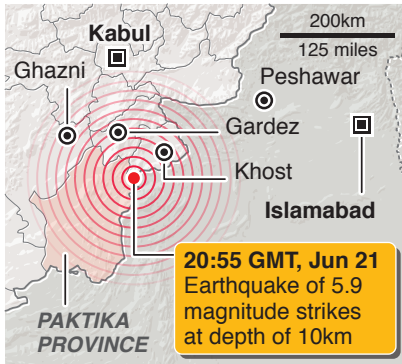 200km
125 miles
Kabul
Ghazni
Peshawar
Gardez
Khost
Islamabad
20:55 GMT, Jun 21
Earthquake of 5.9
magnitude strikes
at depth of 10km
PAKTIKA
PROVINCE